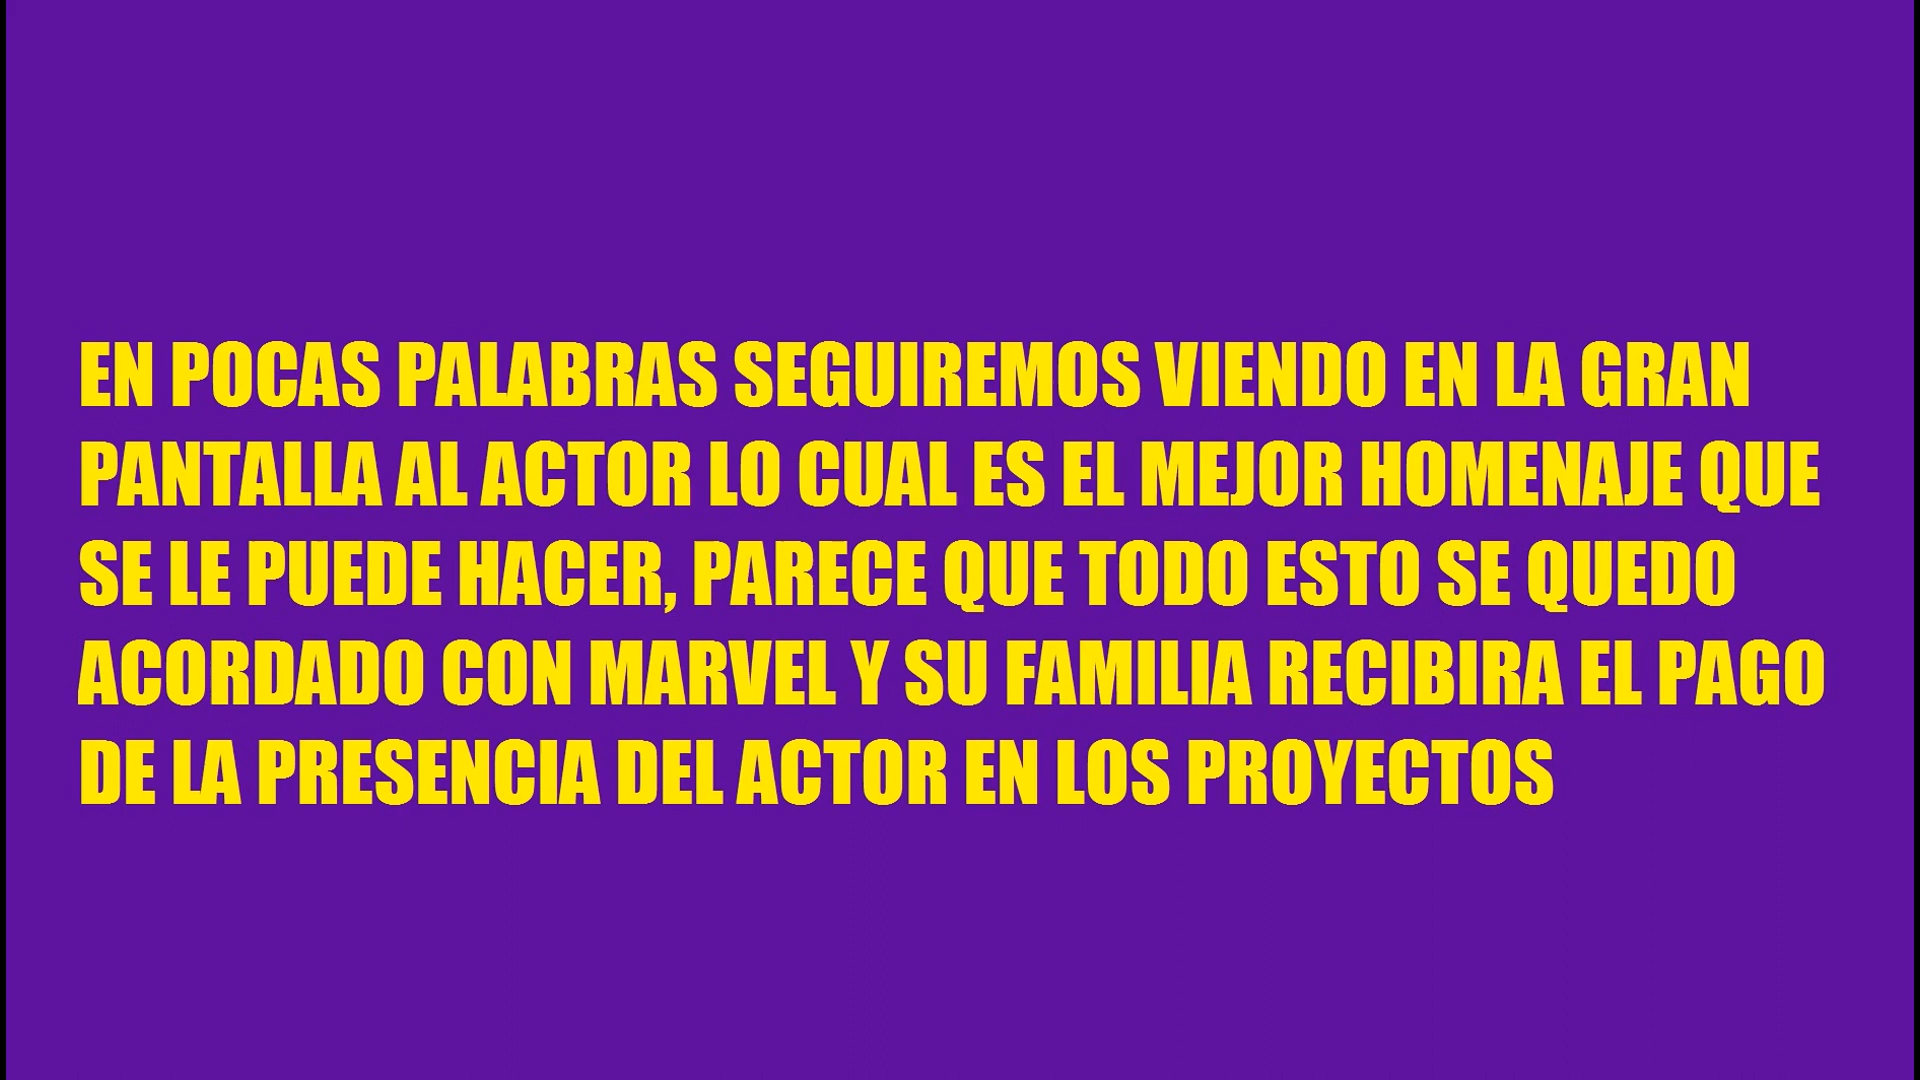 EN POCAS PALABRAS SEGUIREMOS VIENDO EN LA GRAN
PANTALLA AL ACTOR LO CUAL ES EL MEJOR HOMENAJE QUE
SE LE PUEDE HACER, PARECE QUE TODO ESTO SE QUEDO
ACORDADO CON MARVEL Y SU FAMILIA RECIBIRA EL PAGO
DE LA PRESENCIA DEL ACTOR EN LOS PROYECTOS